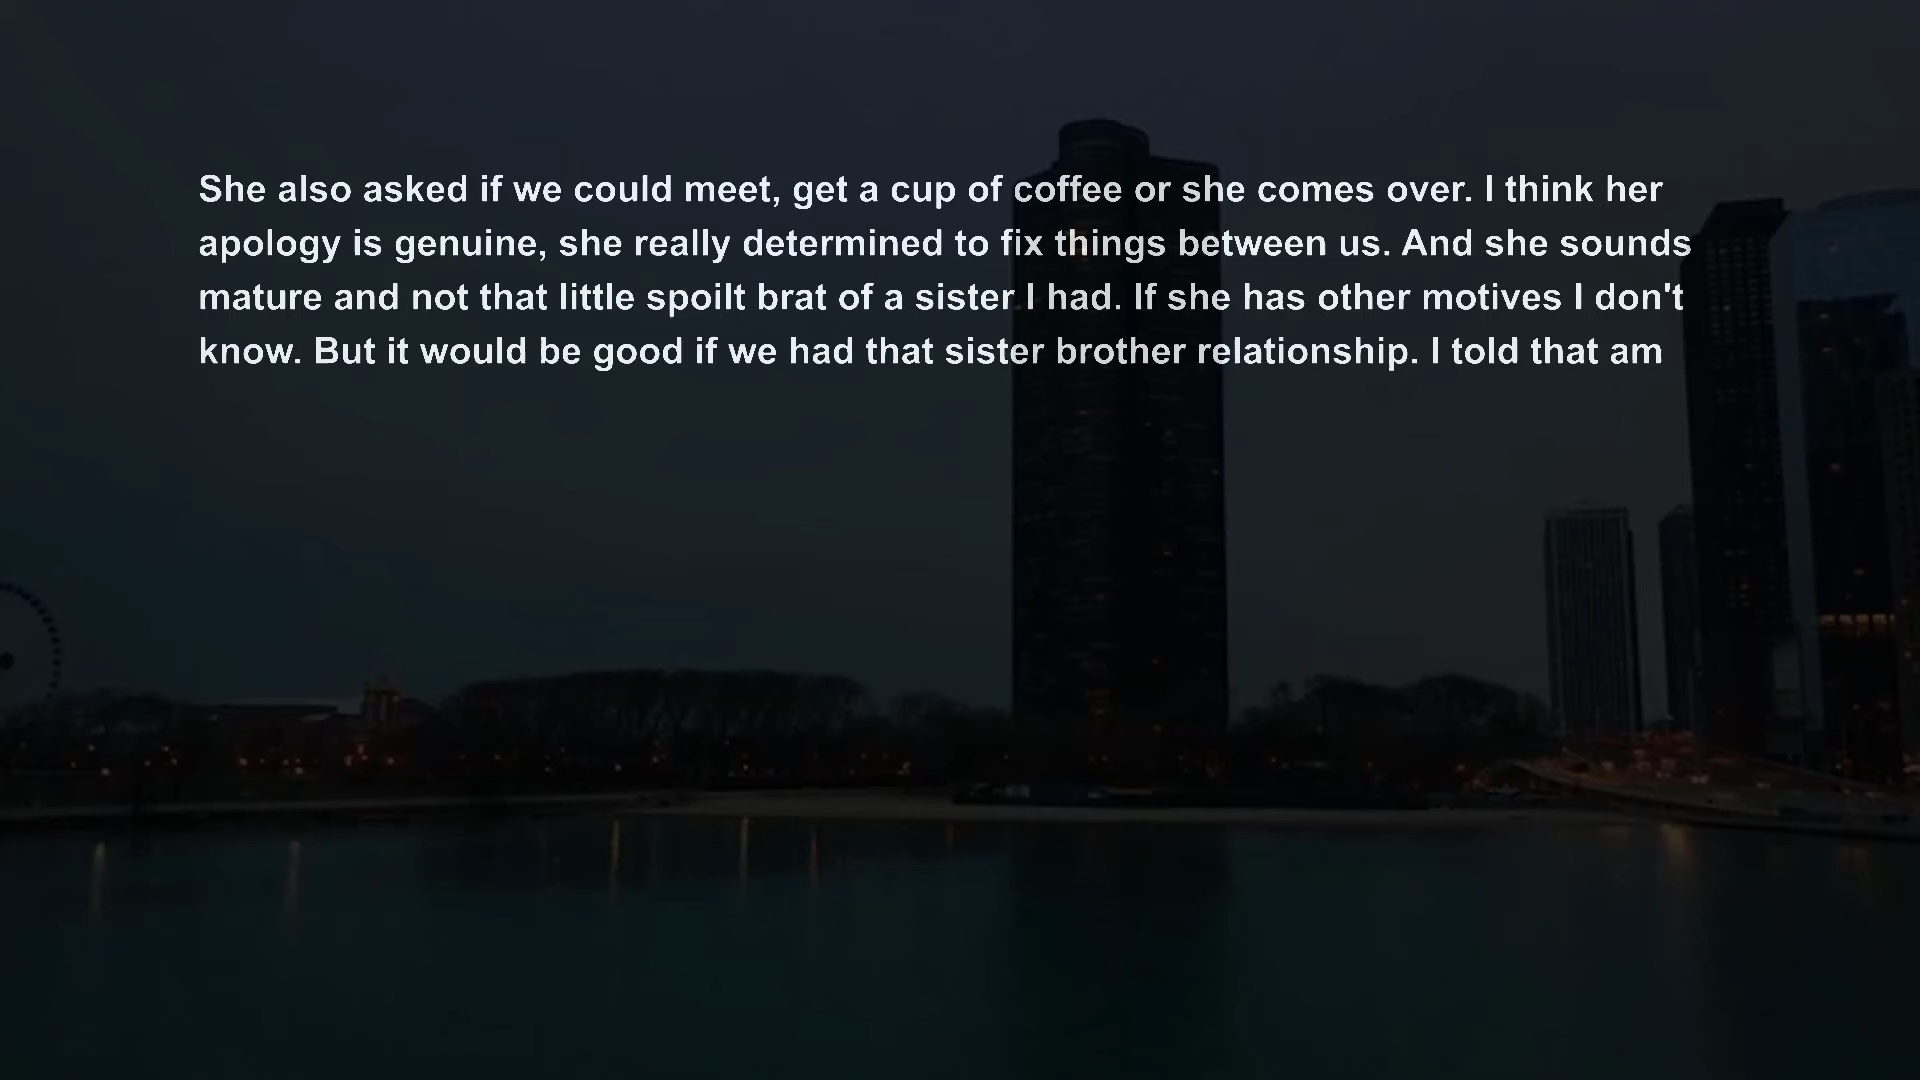 She also asked if we could meet, get a cup of coffee or she comes over. I think her
apology is genuine, she really determined to fix things between us. And she sounds
mature and not that little spoilt brat of a sister I had. If she has other motives I don't
know. But it would be good if we had that sister brother relationship. I told that am